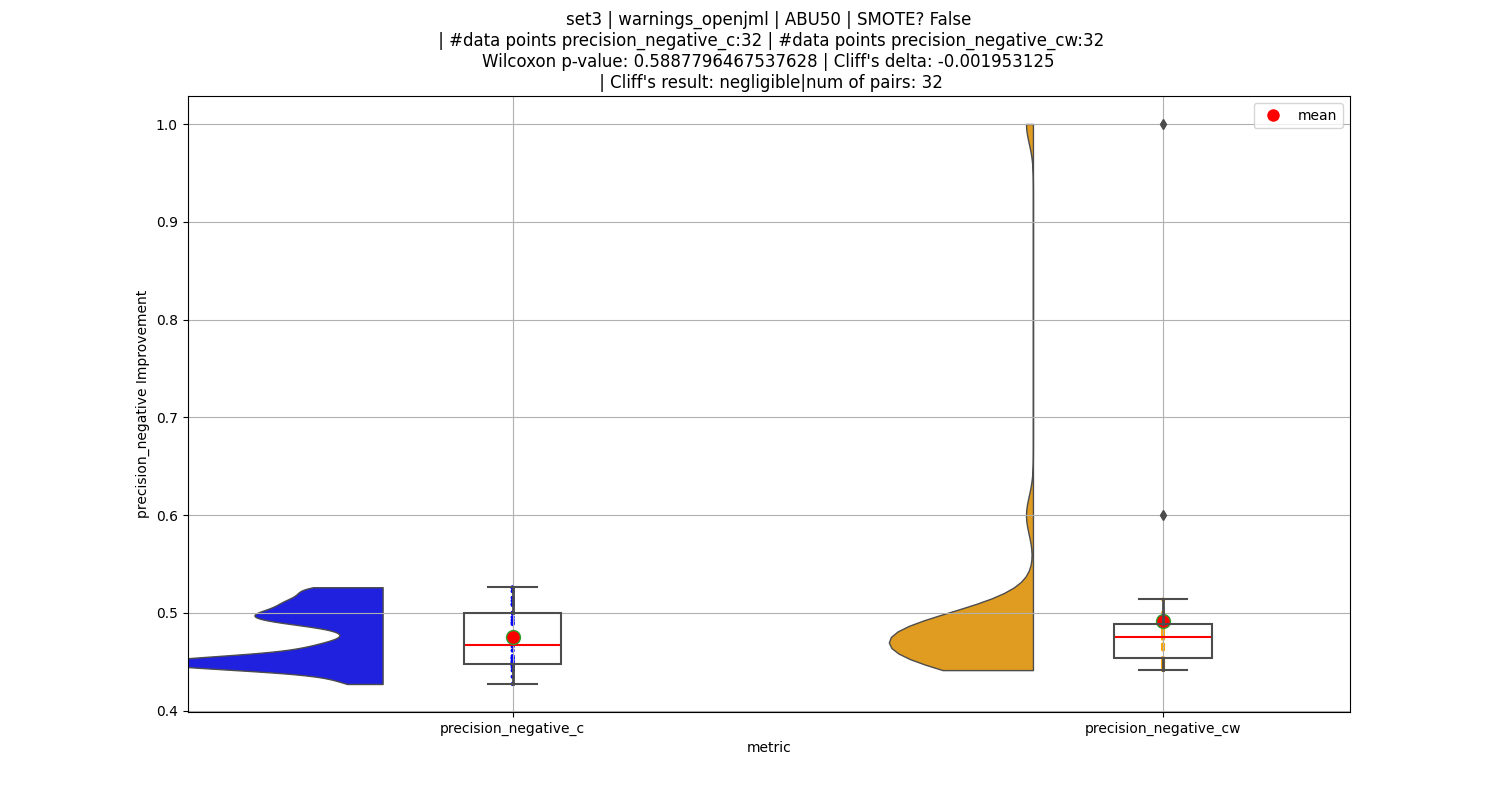 set3 | warnings_openjml | ABU50 | SMOTE? False
| #data points precision_negative_c:32 | #data points precision_negative_cw:32
Wilcoxon p-value: 0.5887796467537628 | Cliff's delta: -0.001953125
| Cliff's result: negligible|num of pairs: 32
mean
1.0
0.9
0.8
0.7
0.6
0.5
0.4
precision_negative Improvement
precision_negative_c
precision_negative_cw
metric